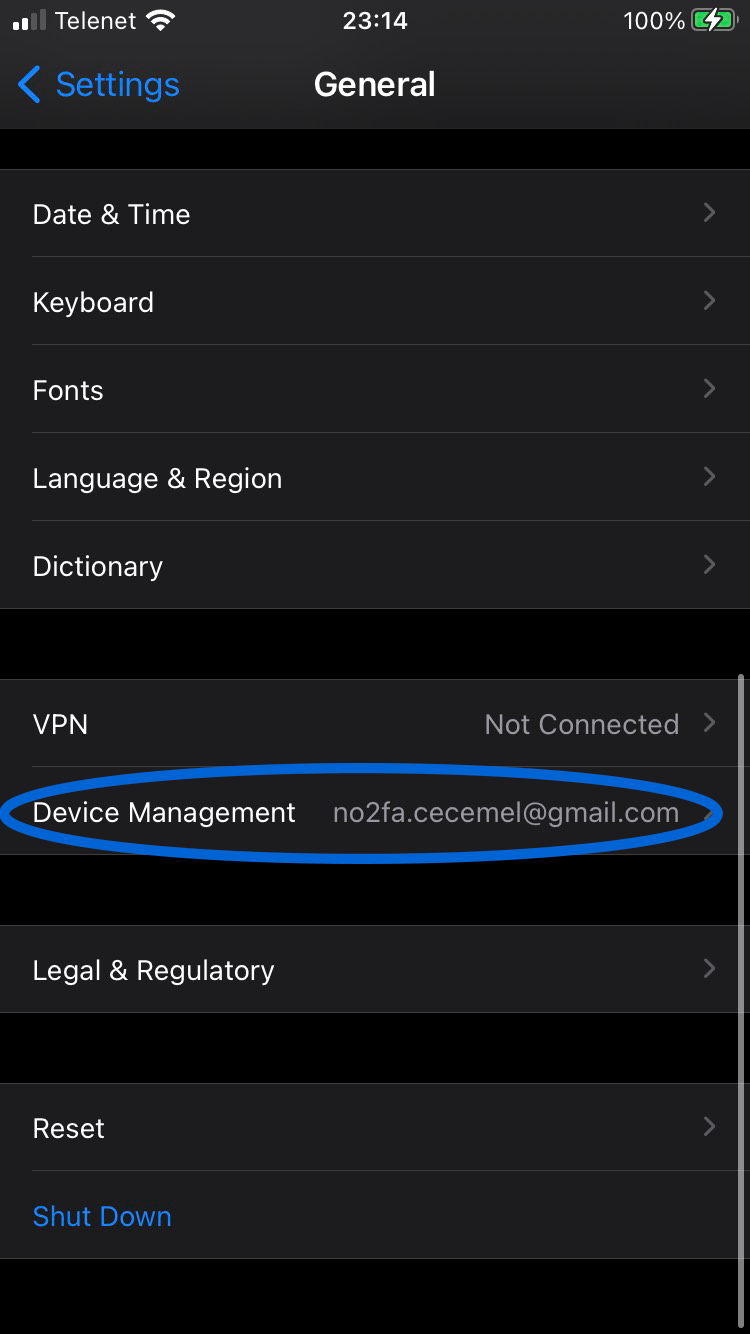 Telenet 23:14 100%
Settings General
Date & Time
Keyboard
Fonts
Language & Region
Dictionary
VPN Not Connected
Device Management no2fa.cecemel@gmail.com
Legal & Regulatory
Reset
Shut Down